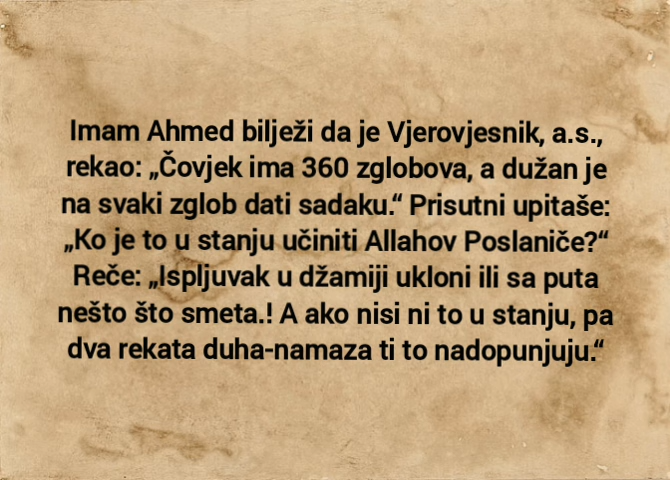 Imam Ahmed bilježi da je Vjerovjesnik, a.s.,
rekao: „Čovjek ima 360 zglobova, a dužan je
na svaki zglob dati sadaku.“ Prisutni upitaše:
„Ko je to u stanju učiniti Allahov Poslaniče?“
Reče: „Ispljuvak u džamiji ukloni ili sa puta
nešto što smeta.! A ako nisi ni to u stanju, pa
dva rekata duha-namaza ti to nadopunjuju.“